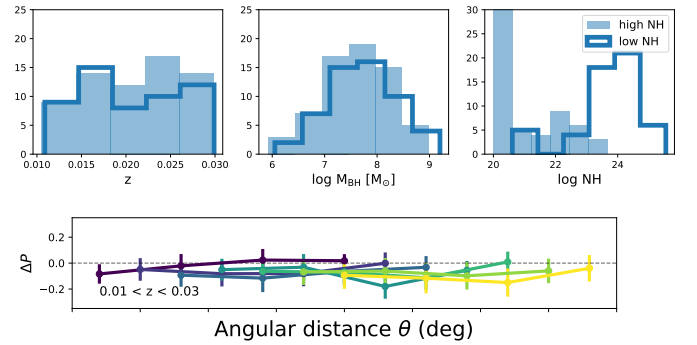 25
20
15
10
5
0
0.010 0.015 0.020 0.025 0.030
z
25
20
15
10
5
0
6 7 8 9
log M_BH [M_⊙]
30
25
20
15
10
5
0
20 22 24
log NH
high NH
low NH
0.2
0.0
−0.2
ΔP
0.01 < z < 0.03
Angular distance θ (deg)